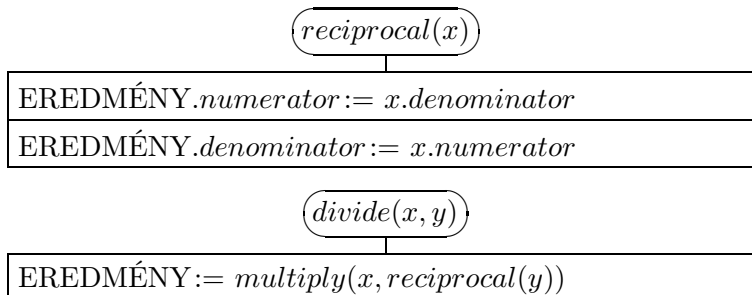 reciprocal(x)
EREDMÉNY.numerator:= x.denominator
EREDMÉNY.denominator:= x.numerator
divide(x, y)
EREDMÉNY:= multiply(x, reciprocal(y))